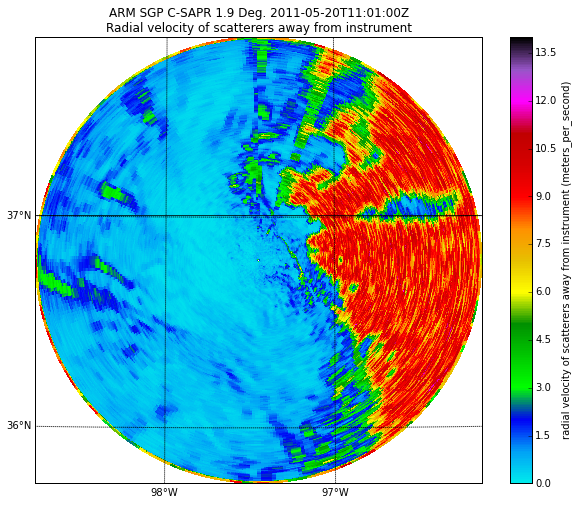 ARM SGP C-SAPR 1.9 Deg. 2011-05-20T11:01:00Z
Radial velocity of scatterers away from instrument
37°N
36°N
98°W
97°W
13.5
12.0
10.5
9.0
7.5
6.0
4.5
3.0
1.5
0.0
radial velocity of scatterers away from instrument (meters_per_second)